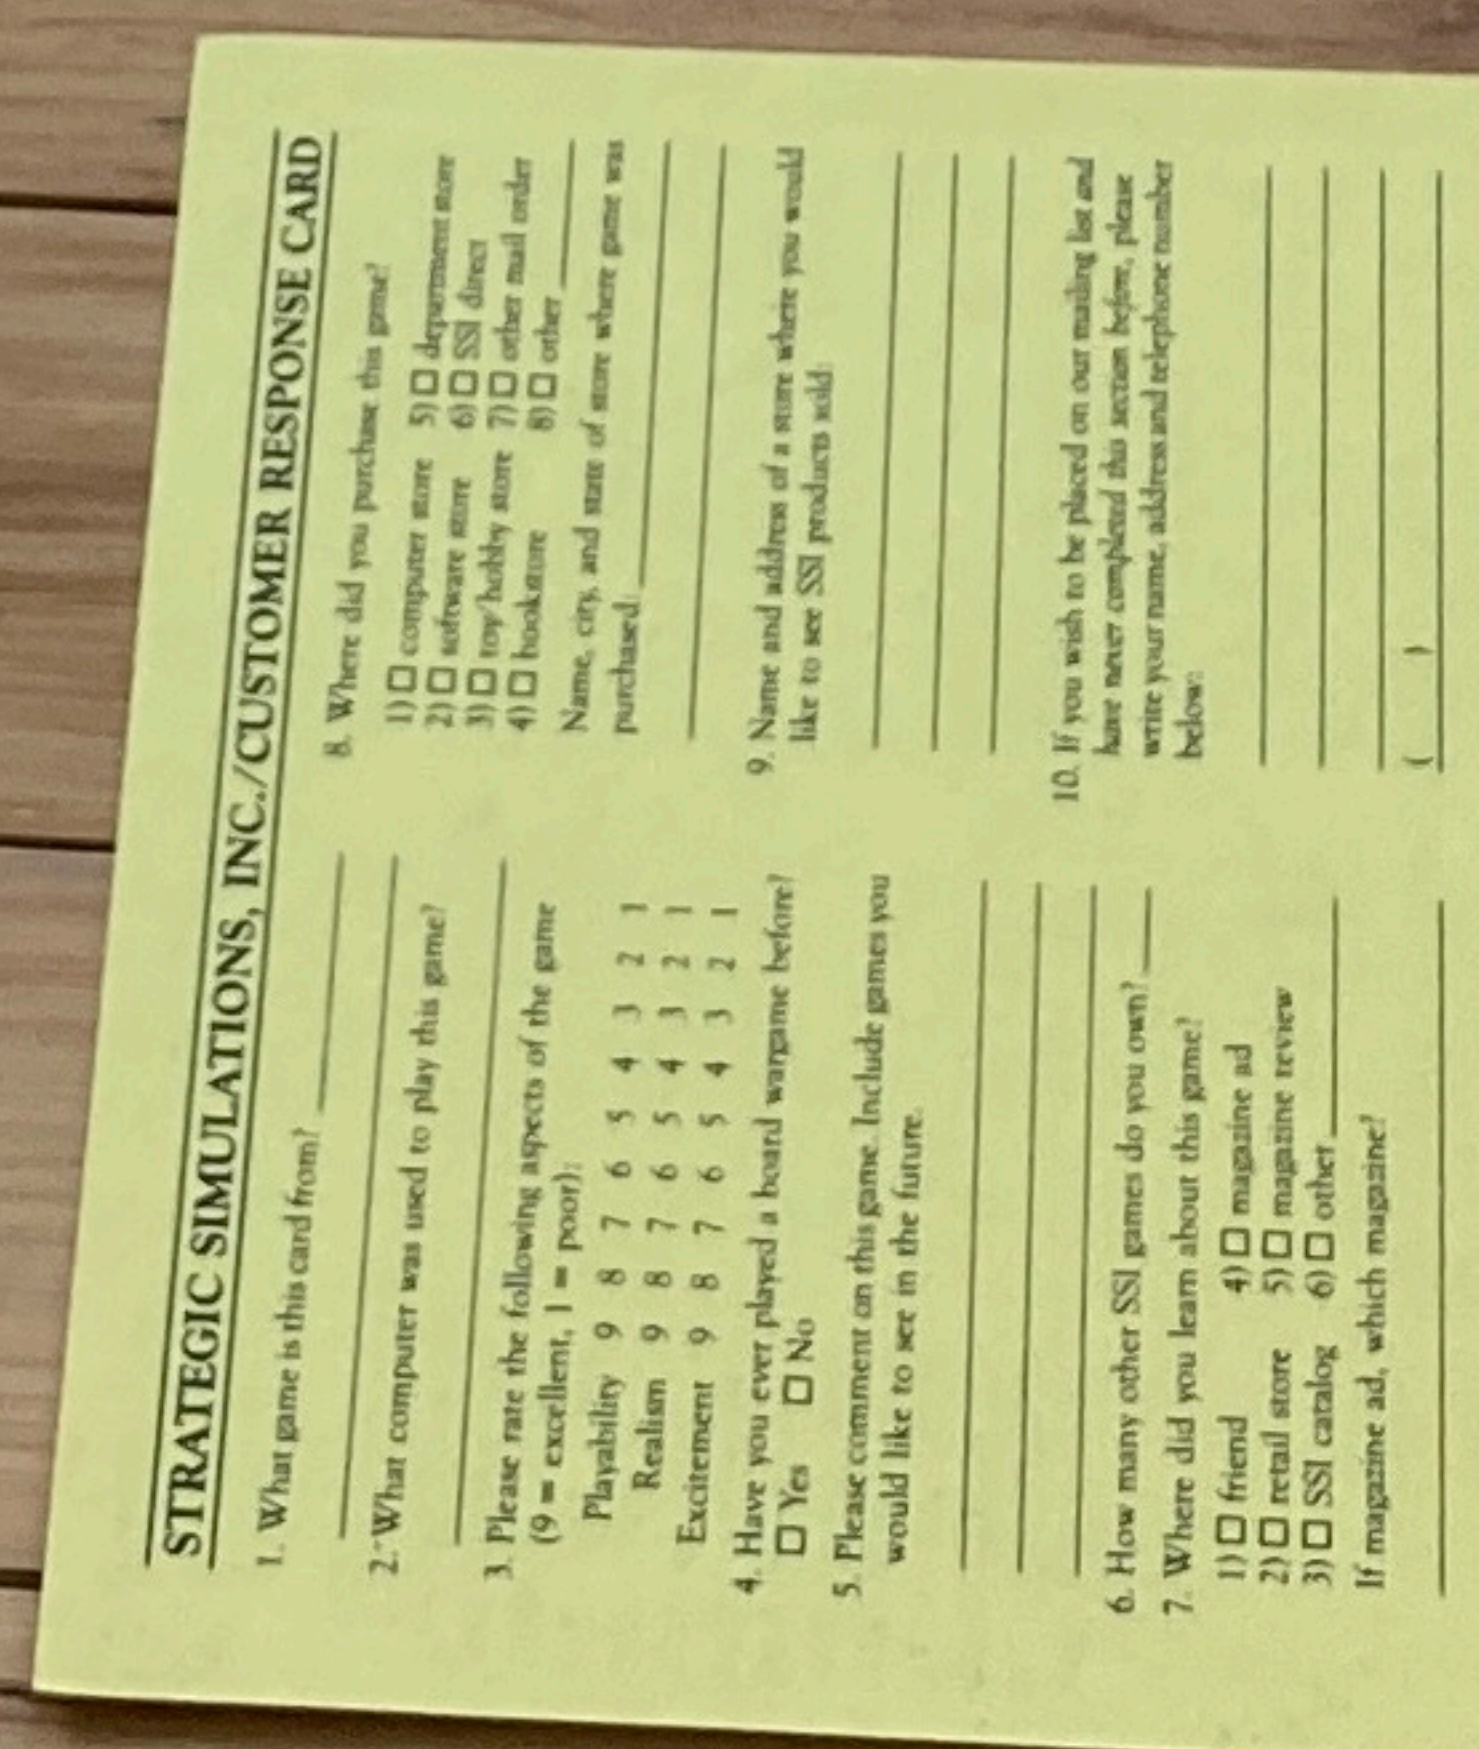 STRATEGIC SIMULATIONS, INC./CUSTOMER RESPONSE CARD
1. What game is this card from?
2. What computer was used to play this game?
3. Please rate the following aspects of the game
(9 = excellent, 1 = poor):
Playability 9 8 7 6 5 4 3 2 1
Realism 9 8 7 6 5 4 3 2 1
Excitement 9 8 7 6 5 4 3 2 1
4. Have you ever played a board wargame before?
☐ Yes ☐ No
5. Please comment on this game. Include games you
would like to see in the future.
6. How many other SSI games do you own?
7. Where did you learn about this game?
1) ☐ friend 4) ☐ magazine ad
2) ☐ retail store 5) ☐ magazine review
3) ☐ SSI catalog 6) ☐ other
If magazine ad, which magazine?
8. Where did you purchase this game?
1) ☐ computer store 5) ☐ department store
2) ☐ software store 6) ☐ SSI direct
3) ☐ toy/hobby store 7) ☐ other mail order
4) ☐ bookstore 8) ☐ other
Name, city, and state of store where game was
purchased:
9. Name and address of a store where you would
like to see SSI products sold:
10. If you wish to be placed on our mailing list and
have never completed this section before, please
write your name, address and telephone number
below:
( )